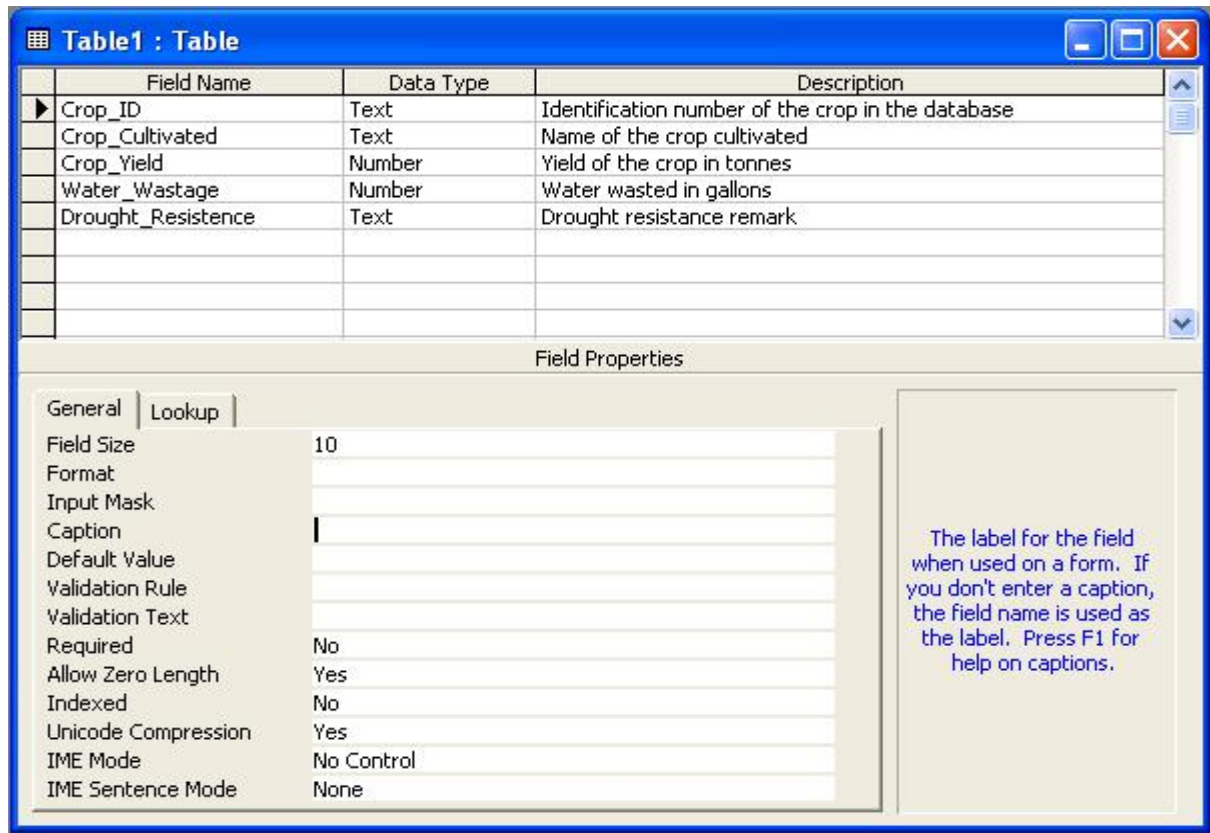 Table1 : Table
Field Name Data Type Description
Crop_ID Text Identification number of the crop in the database
Crop_Cultivated Text Name of the crop cultivated
Crop_Yield Number Yield of the crop in tonnes
Water_Wastage Number Water wasted in gallons
Drought_Resistence Text Drought resistance remark
Field Properties
General Lookup
Field Size 10
Format
Input Mask
Caption
Default Value
Validation Rule
Validation Text
Required No
Allow Zero Length Yes
Indexed No
Unicode Compression Yes
IME Mode No Control
IME Sentence Mode None
The label for the field
when used on a form. If
you don't enter a caption,
the field name is used as
the label. Press F1 for
help on captions.